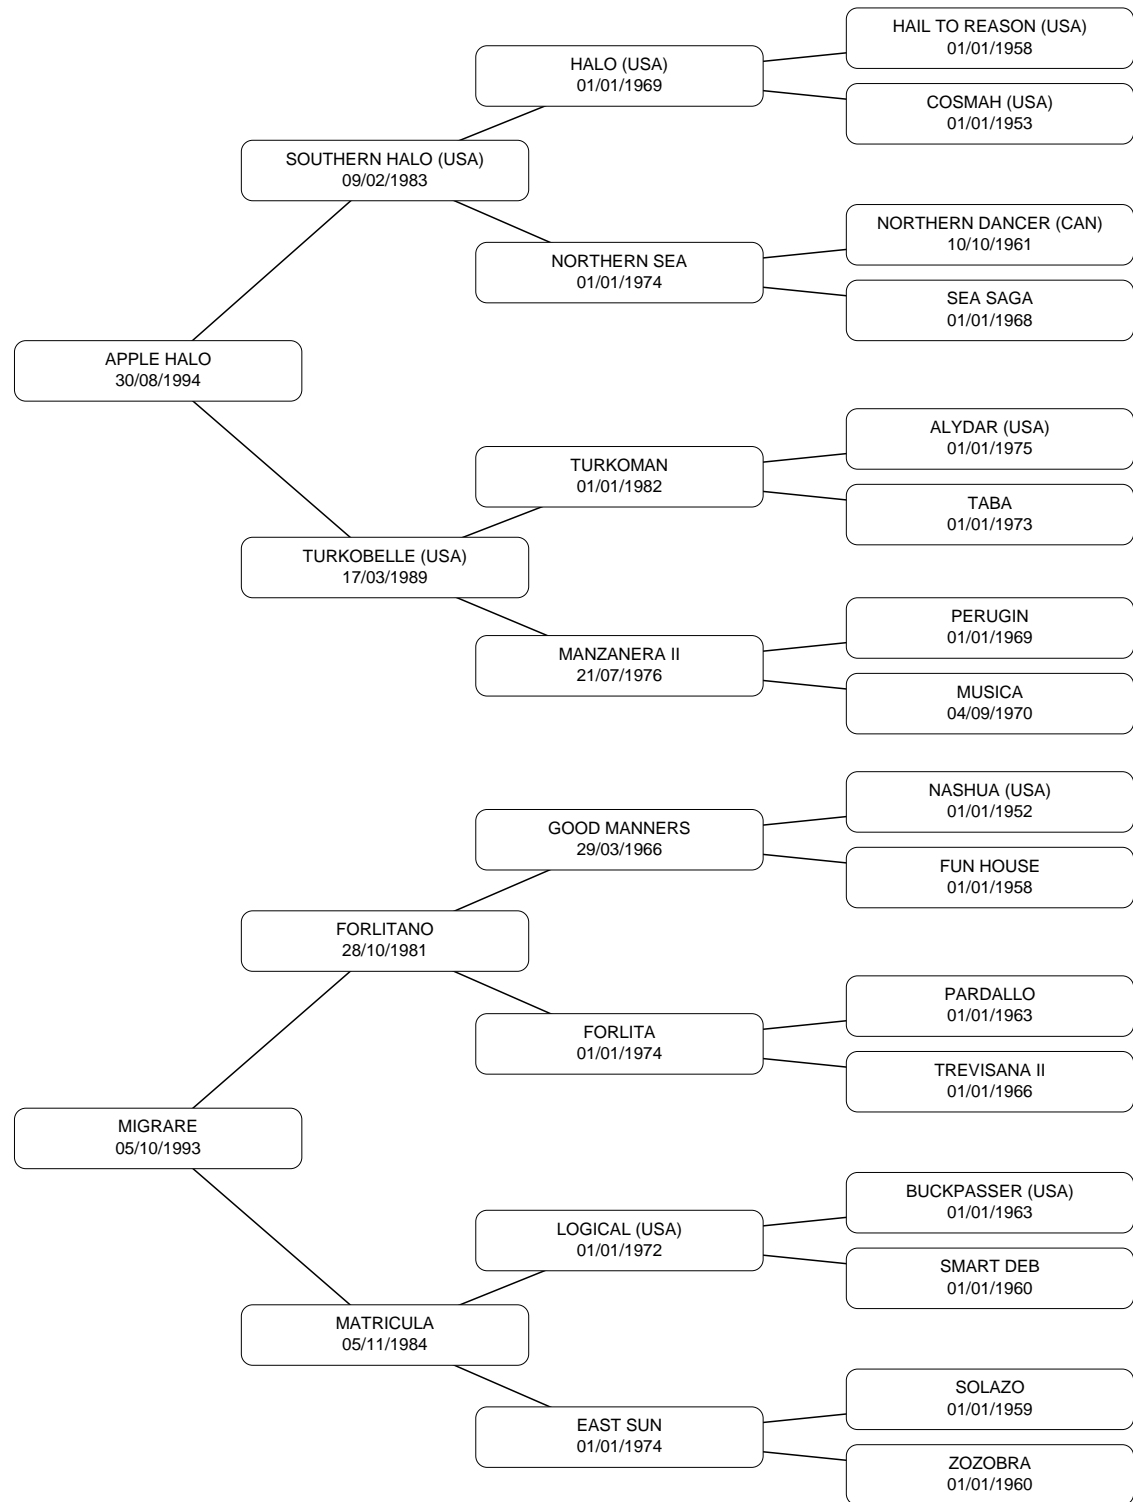 HAIL TO REASON (USA)
01/01/1958
HALO (USA)
01/01/1969
COSMAH (USA)
01/01/1953
SOUTHERN HALO (USA)
09/02/1983
NORTHERN DANCER (CAN)
10/10/1961
NORTHERN SEA
01/01/1974
SEA SAGA
01/01/1968
APPLE HALO
30/08/1994
ALYDAR (USA)
01/01/1975
TURKOMAN
01/01/1982
TABA
01/01/1973
TURKOBELLE (USA)
17/03/1989
PERUGIN
01/01/1969
MANZANERA II
21/07/1976
MUSICA
04/09/1970
NASHUA (USA)
01/01/1952
GOOD MANNERS
29/03/1966
FUN HOUSE
01/01/1958
FORLITANO
28/10/1981
PARDALLO
01/01/1963
FORLITA
01/01/1974
TREVISANA II
01/01/1966
MIGRARE
05/10/1993
BUCKPASSER (USA)
01/01/1963
LOGICAL (USA)
01/01/1972
SMART DEB
01/01/1960
MATRICULA
05/11/1984
SOLAZO
01/01/1959
EAST SUN
01/01/1974
ZOZOBRA
01/01/1960